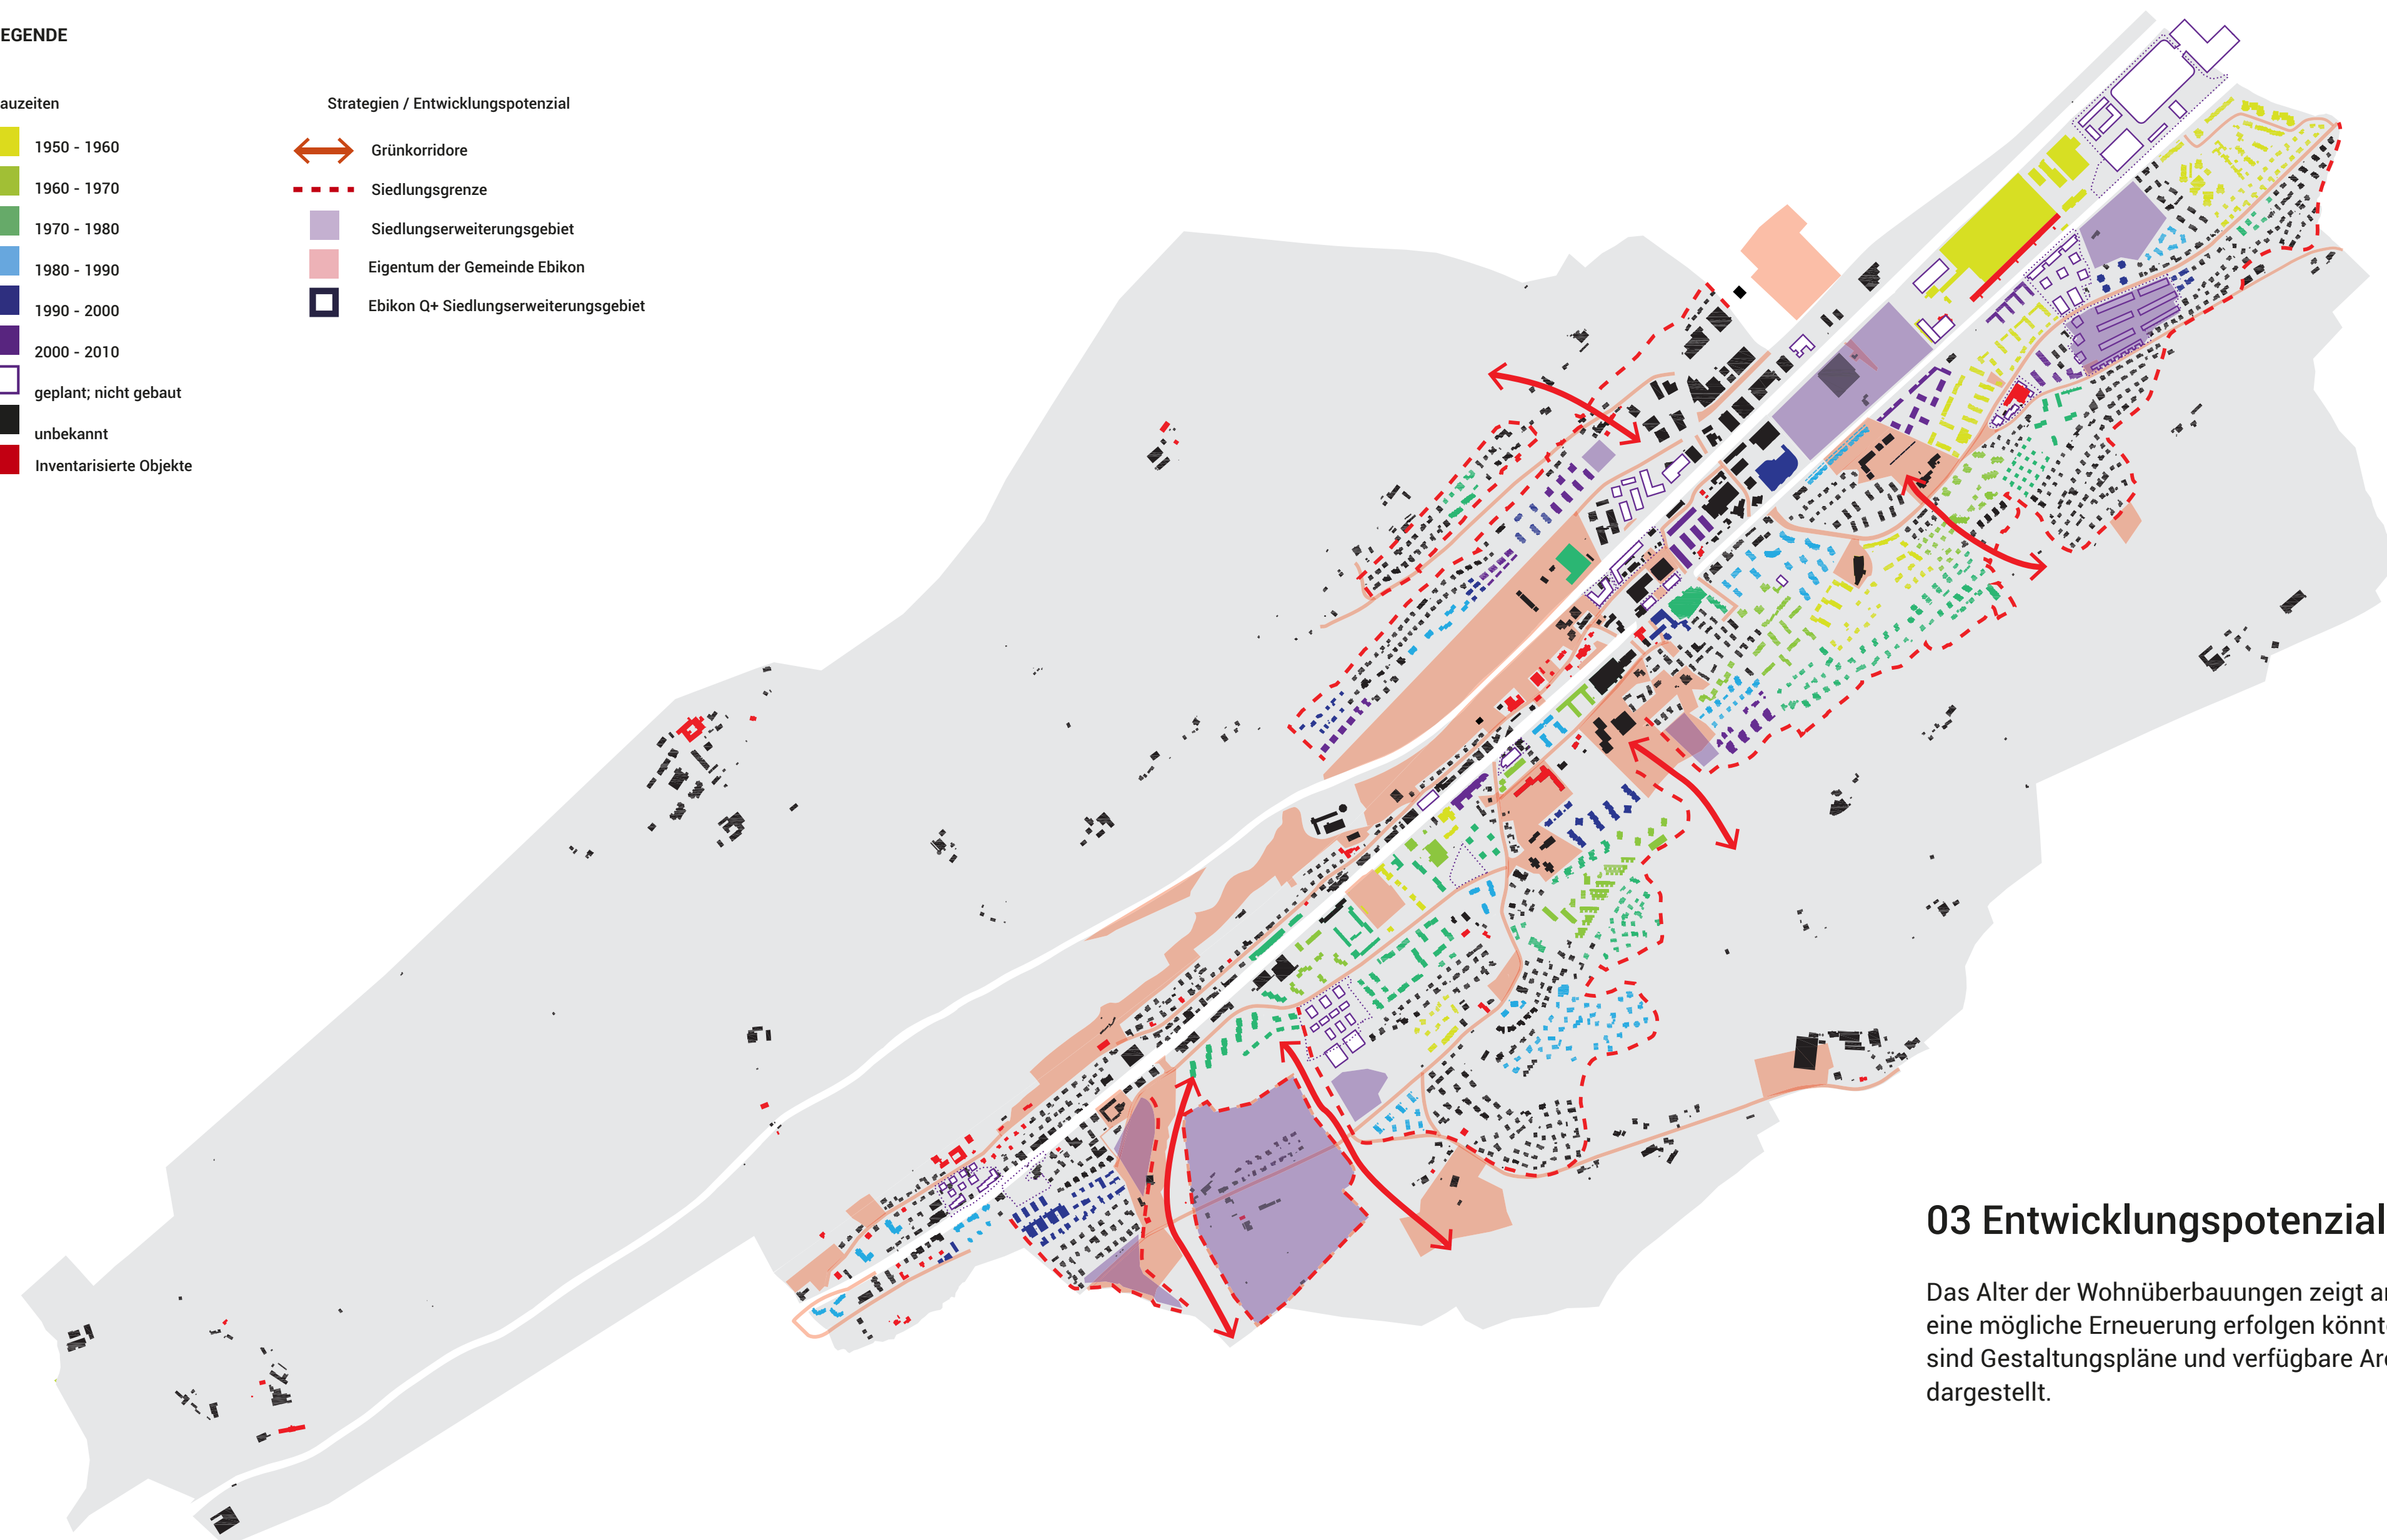 EGENDE
auzeiten
1950 - 1960
1960 - 1970
1970 - 1980
1980 - 1990
1990 - 2000
2000 - 2010
geplant; nicht gebaut
unbekannt
Inventarisierte Objekte
Strategien / Entwicklungspotenzial
Grünkorridore
Siedlungsgrenze
Siedlungserweiterungsgebiet
Eigentum der Gemeinde Ebikon
Ebikon Q+ Siedlungserweiterungsgebiet
03 Entwicklungspotenzial
Das Alter der Wohnüberbauungen zeigt
eine mögliche Erneuerung erfolgen
sind Gestaltungspläne und verfügbare
dargestellt.